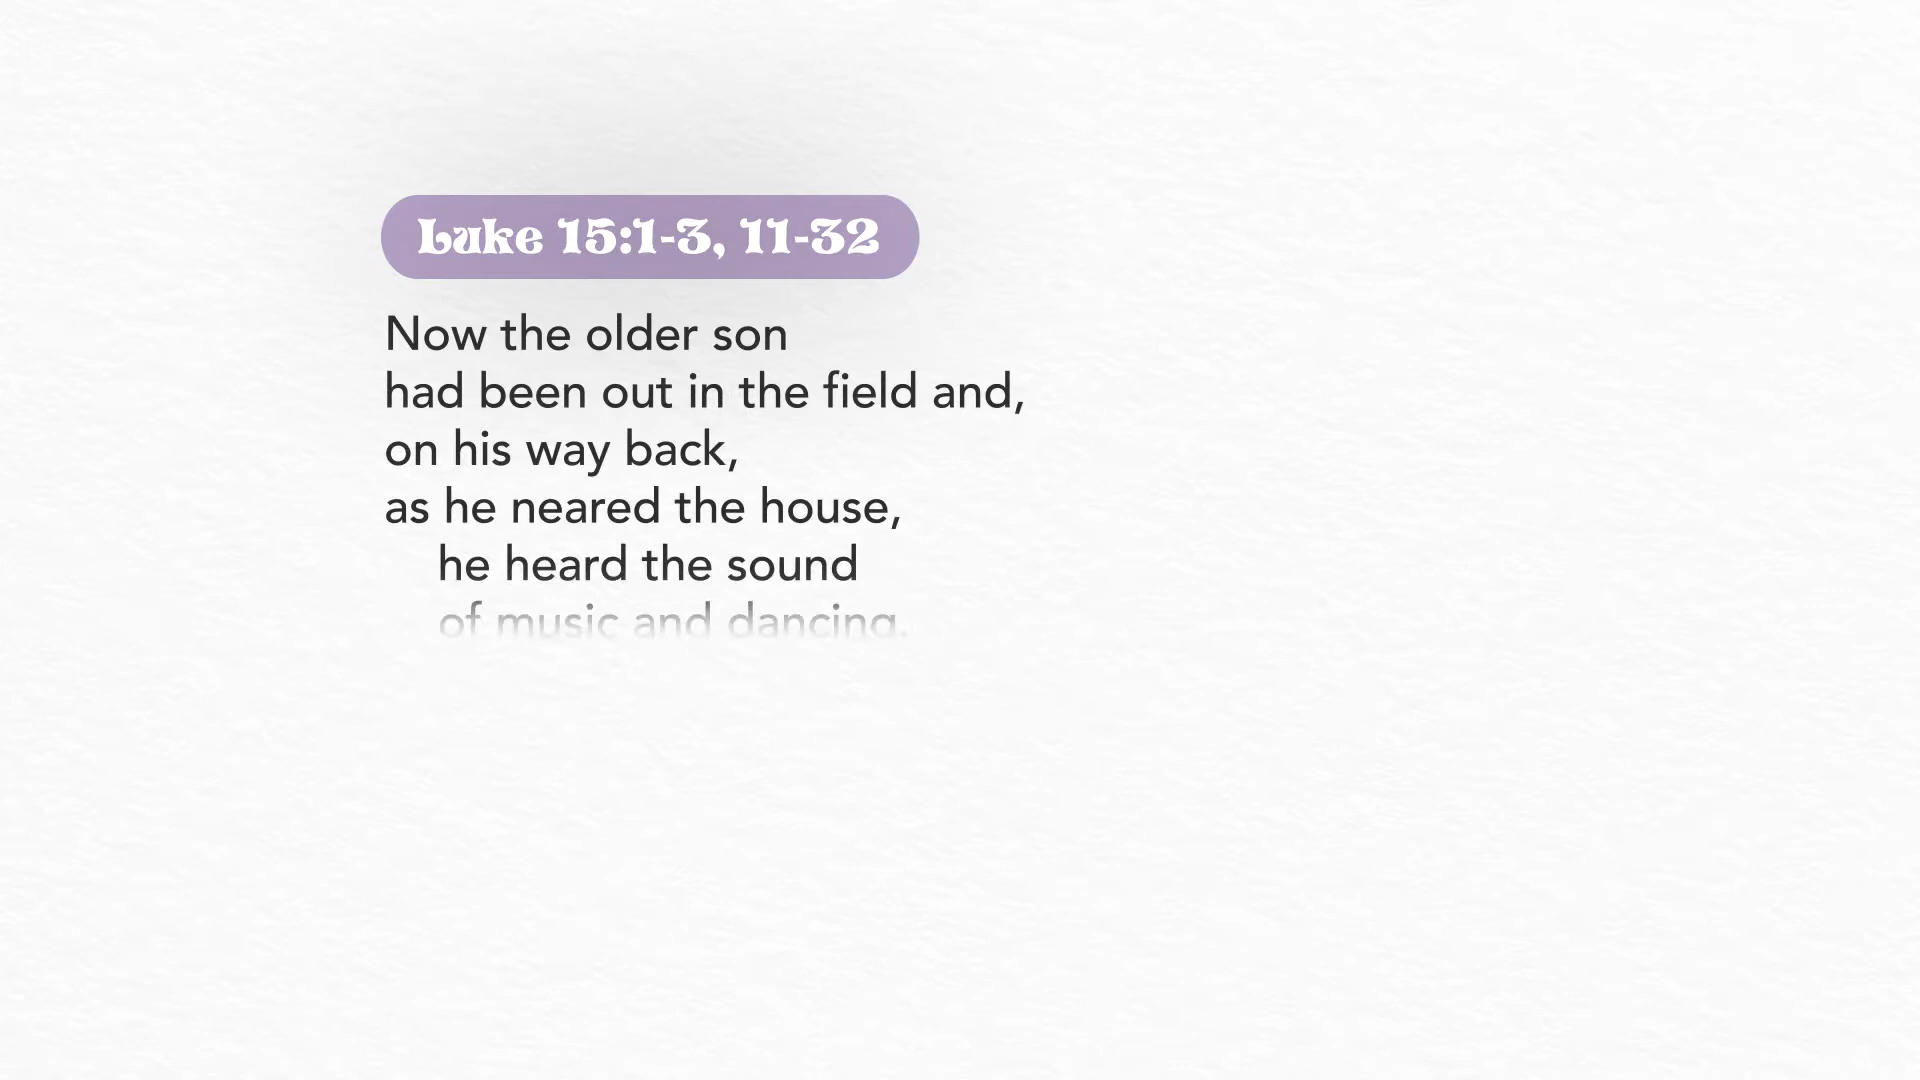 Luke 15:1-3, 11-32
Now the older son
had been out in the field and,
on his way back,
as he neared the house,
he heard the sound
of music and dancing.